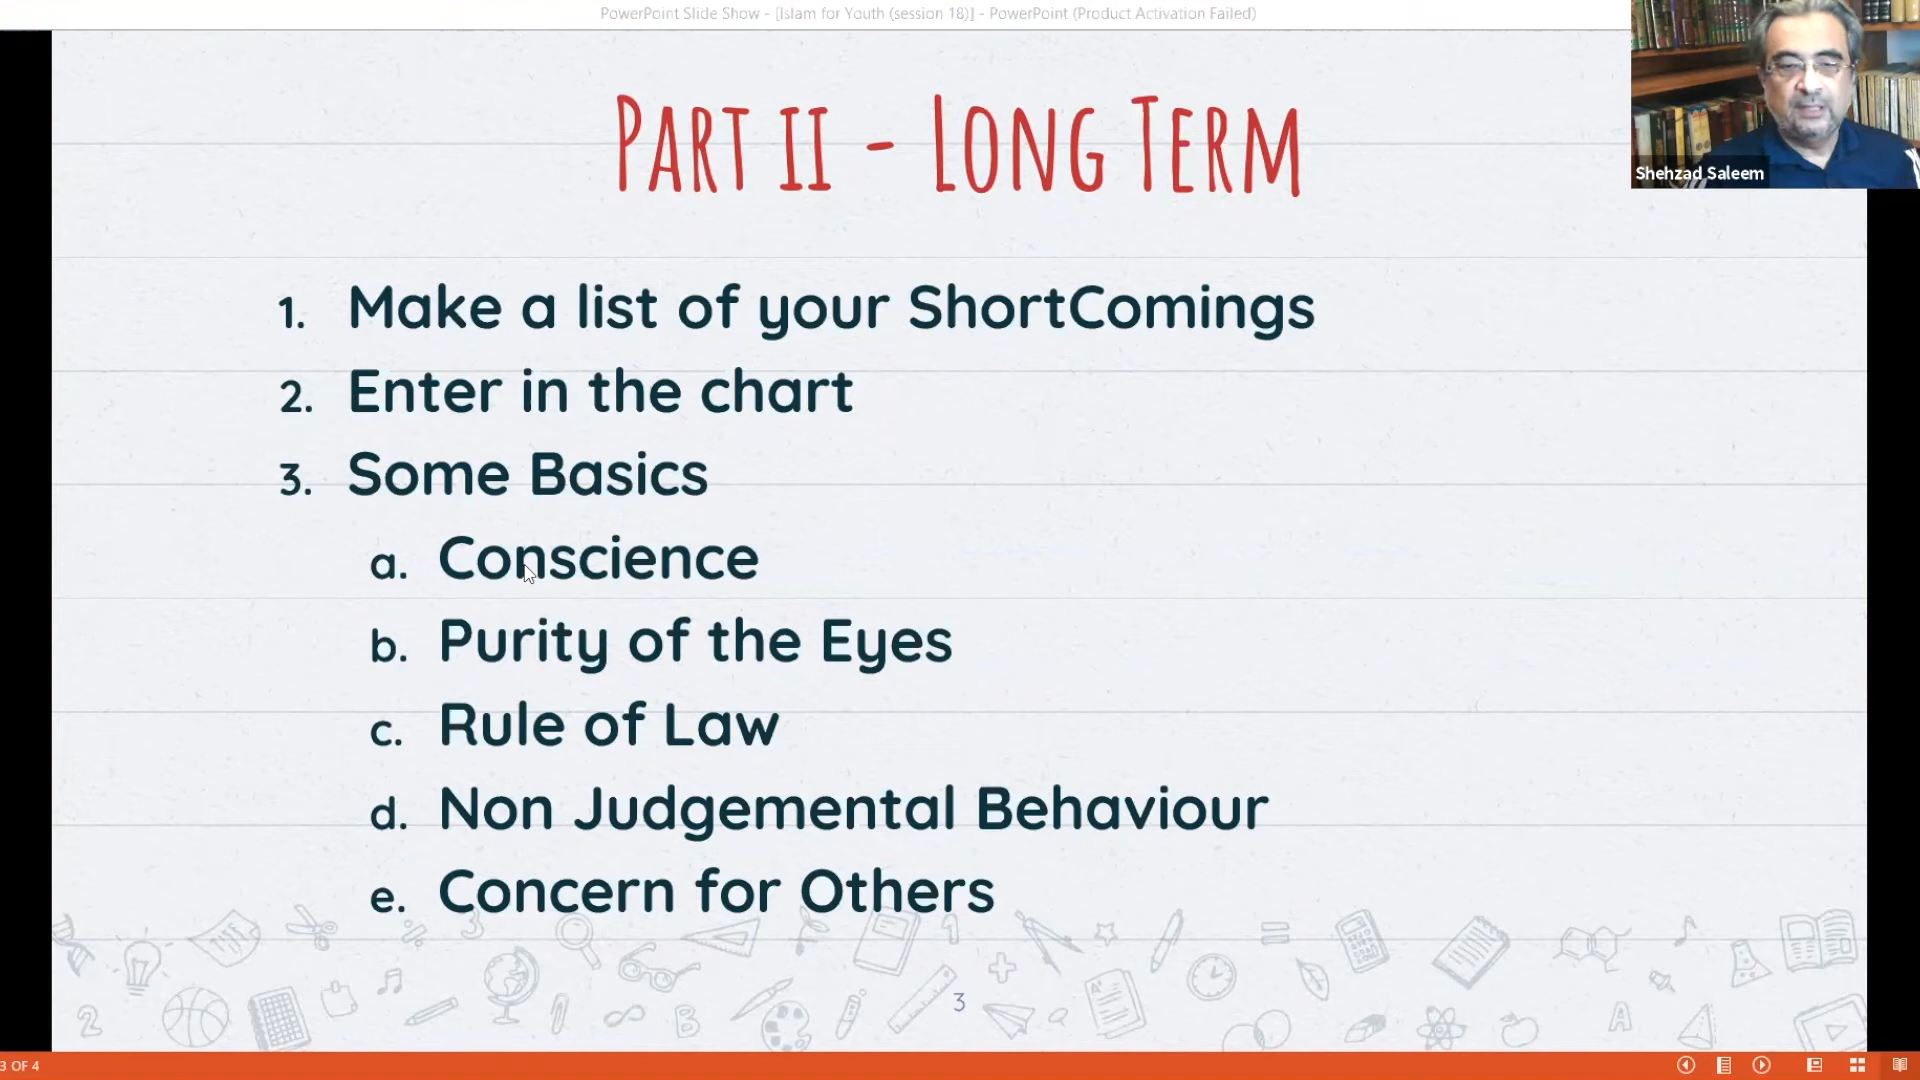 PowerPoint Slide Show - [Islam for Youth (session 18)] - PowerPoint (Product Activation Failed)
Shehzad Saleem
PART II - LONG TERM
1. Make a list of your ShortComings
2. Enter in the chart
3. Some Basics
a. Conscience
b. Purity of the Eyes
c. Rule of Law
d. Non Judgemental Behaviour
e. Concern for Others
3
3 OF 4